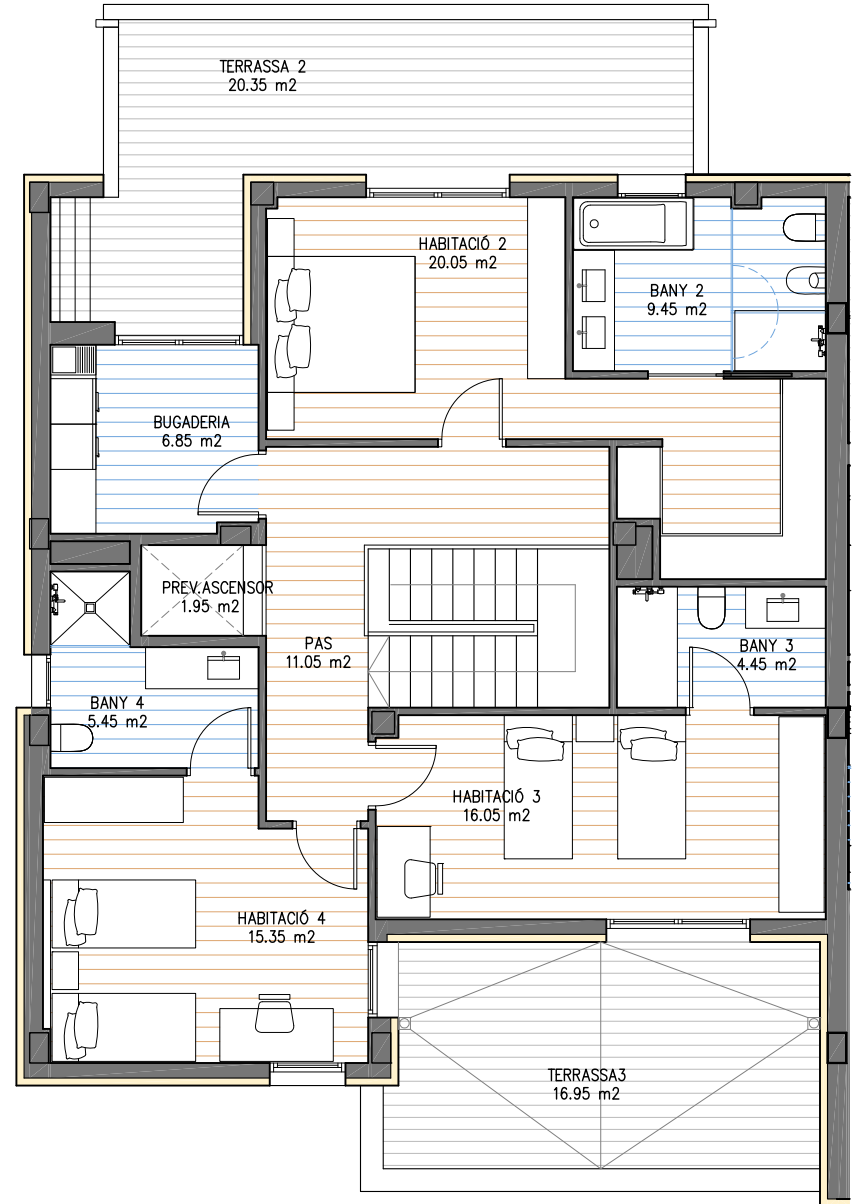 TERRASSA 2
20.35 m2
HABITACIÓ 2
20.05 m2
BANY 2
9.45 m2
BUGADERIA
6.85 m2
PREV.ASCENSOR
1.95 m2
PAS
11.05 m2
BANY 3
4.45 m2
BANY 4
5.45 m2
HABITACIÓ 3
16.05 m2
HABITACIÓ 4
15.35 m2
TERRASSA3
16.95 m2